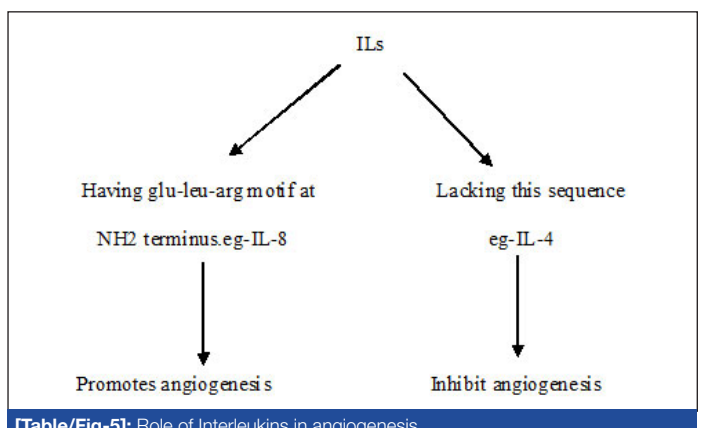 ILs
Having glu-leu-arg motif at
NH2 terminus.eg-IL-8
Lacking this sequence
eg-IL-4
Promotes angiogenesis
Inhibit angiogenesis
[Table/Fig-5]: Role of Interleukins in angiogenesis